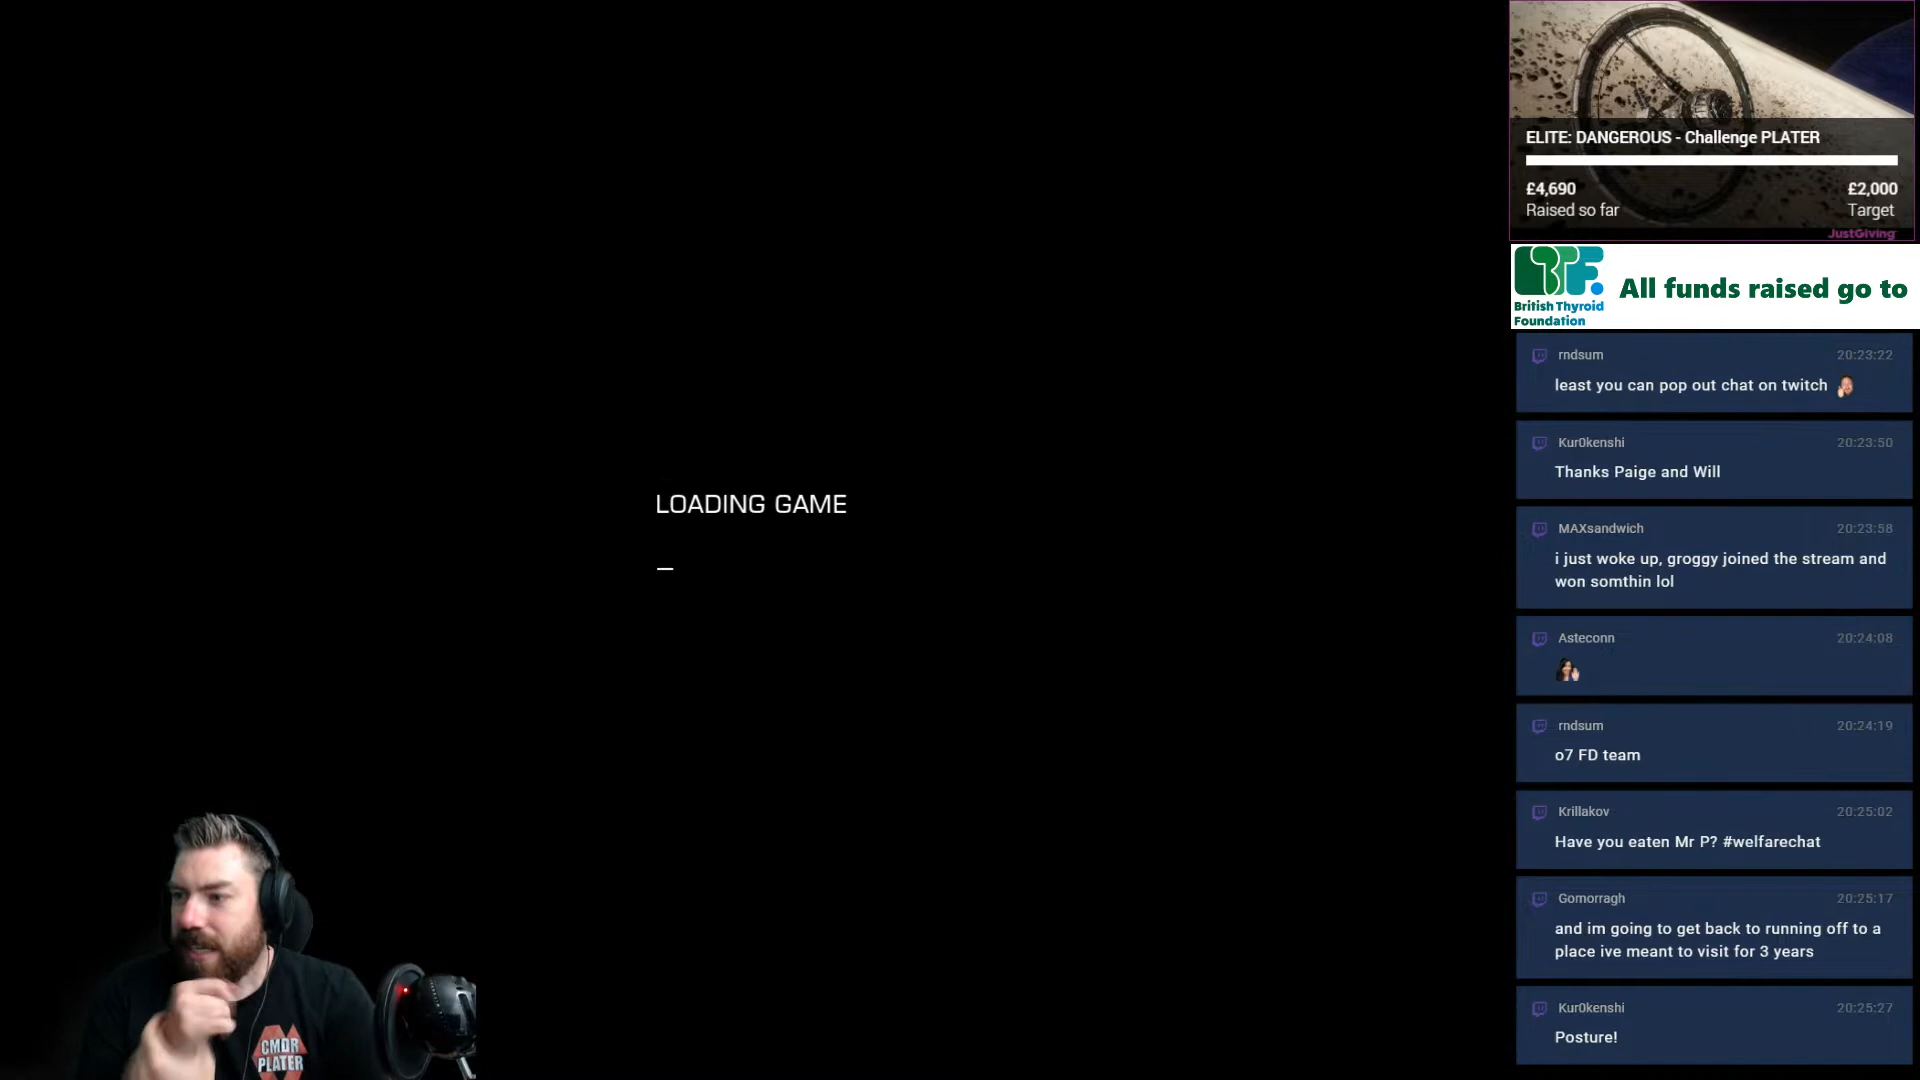 ELITE: DANGEROUS - Challenge PLATER
£4,690
£2,000
Raised so far
Target
JustGiving
British Thyroid
Foundation
All funds raised go to
rndsum
20:23:22
least you can pop out chat on twitch
Kur0kenshi
20:23:50
Thanks Paige and Will
MAXsandwich
20:23:58
i just woke up, groggy joined the stream and
won somthin lol
Asteconn
20:24:08
rndsum
20:24:19
o7 FD team
Krillakov
20:25:02
Have you eaten Mr P? #welfarechat
Gomorragh
20:25:17
and im going to get back to running off to a
place ive meant to visit for 3 years
Kur0kenshi
20:25:27
Posture!
LOADING GAME
CMDR
PLATER